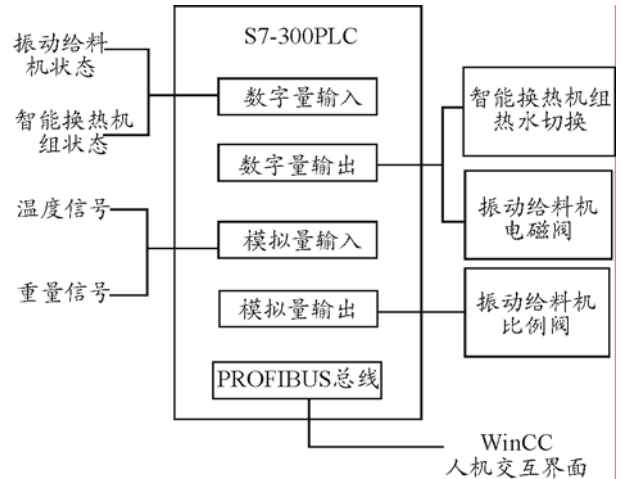 振动给料
机状态
智能换热机
组状态
温度信号
重量信号
S7-300PLC
数字量输入
数字量输出
模拟量输入
模拟量输出
PROFIBUS总线
智能换热机组
热水切换
振动给料机
电磁阀
振动给料机
比例阀
WinCC
人机交互界面